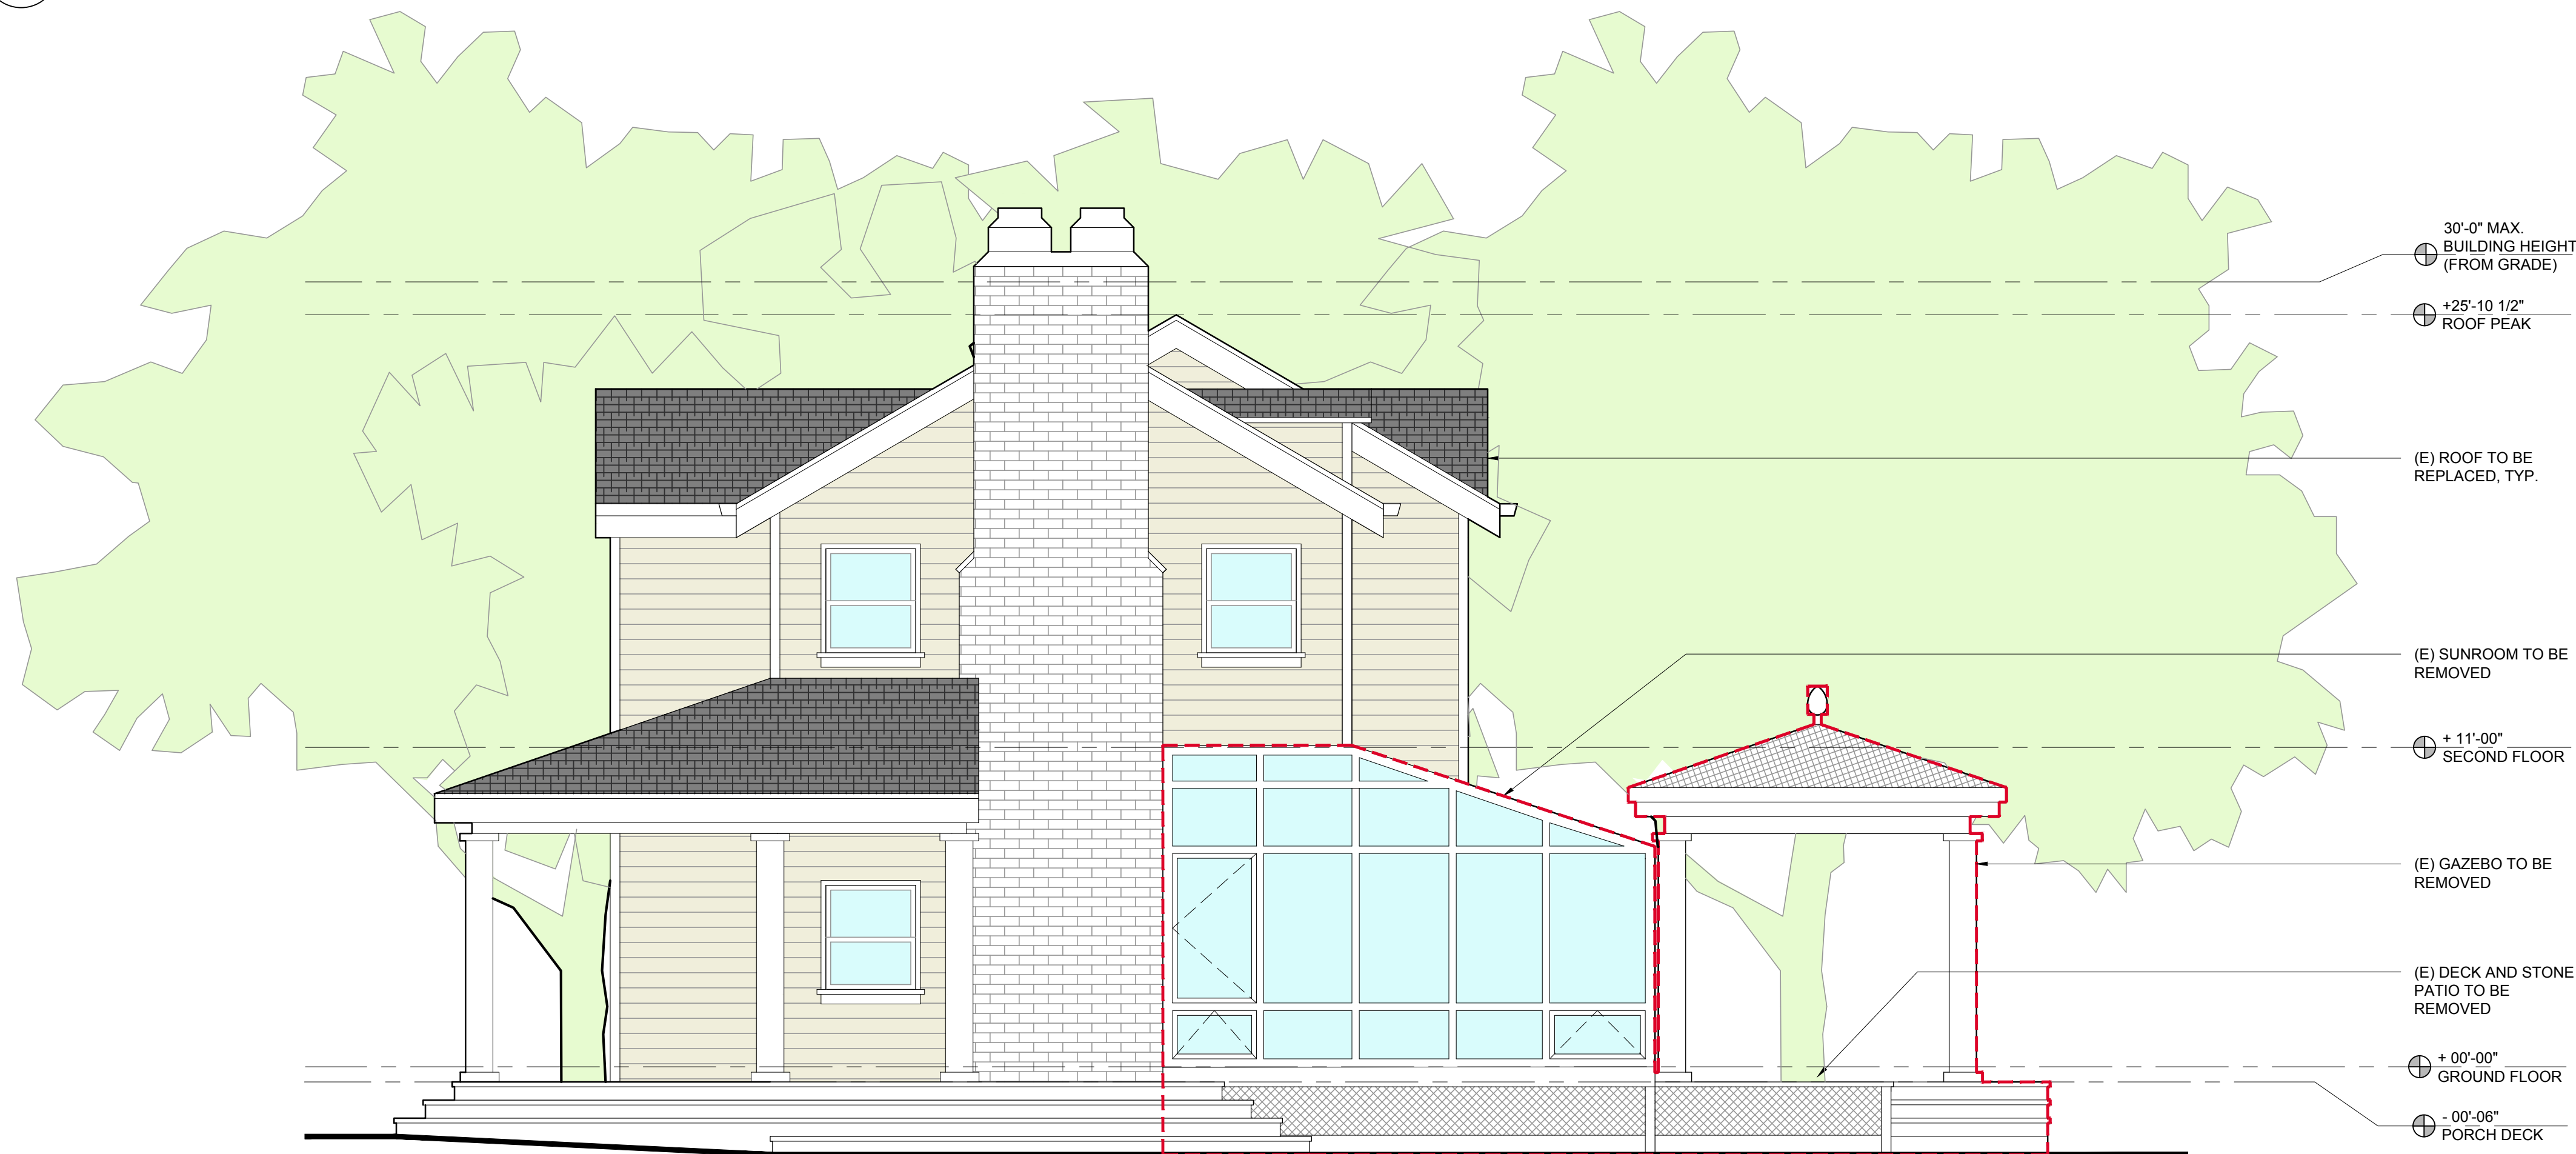 30'-0" MAX.
BUILDING HEIGHT
(FROM GRADE)
+25'-10 1/2"
ROOF PEAK
(E) ROOF TO BE
REPLACED, TYP.
(E) SUNROOM TO BE
REMOVED
+ 11'-00"
SECOND FLOOR
(E) GAZEBO TO BE
REMOVED
(E) DECK AND STONE
PATIO TO BE
REMOVED
+ 00'-00"
GROUND FLOOR
- 00'-06"
PORCH DECK